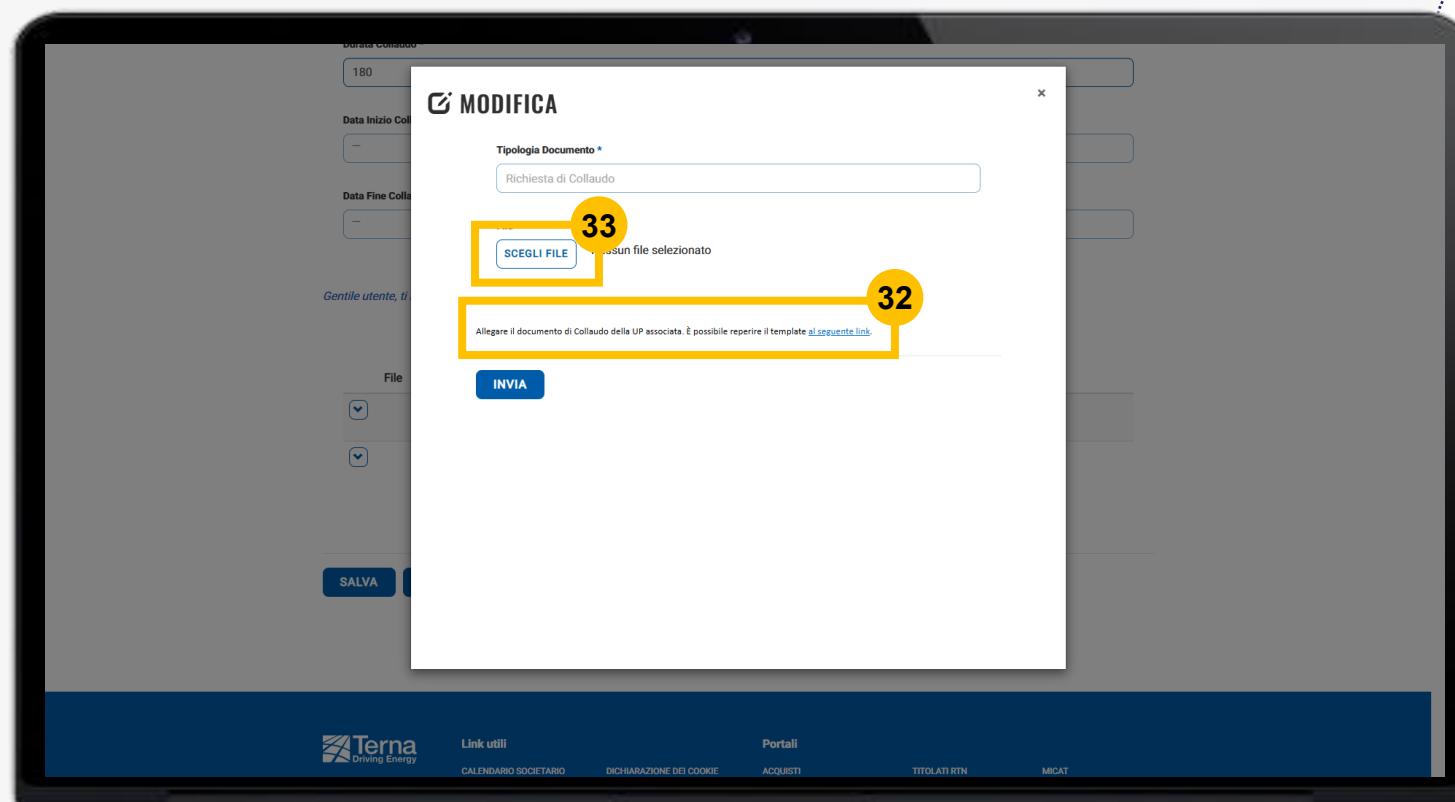 Durata Collaudo *
180
MODIFICA
×
Data Inizio Coll
—
Tipologia Documento *
Richiesta di Collaudo
Data Fine Colla
—
33
SCEGLI FILE
file selezionato
Gentile utente, ti
32
Allegare il documento di Collaudo della UP associata. È possibile reperire il template al seguente link.
File
INVIA
SALVA
Terna
Driving Energy
Link utili
Portali
CALENDARIO SOCIETARIO
DICHIARAZIONE DEI COOKIE
ACQUISTI
TITOLATI RTN
MICAT